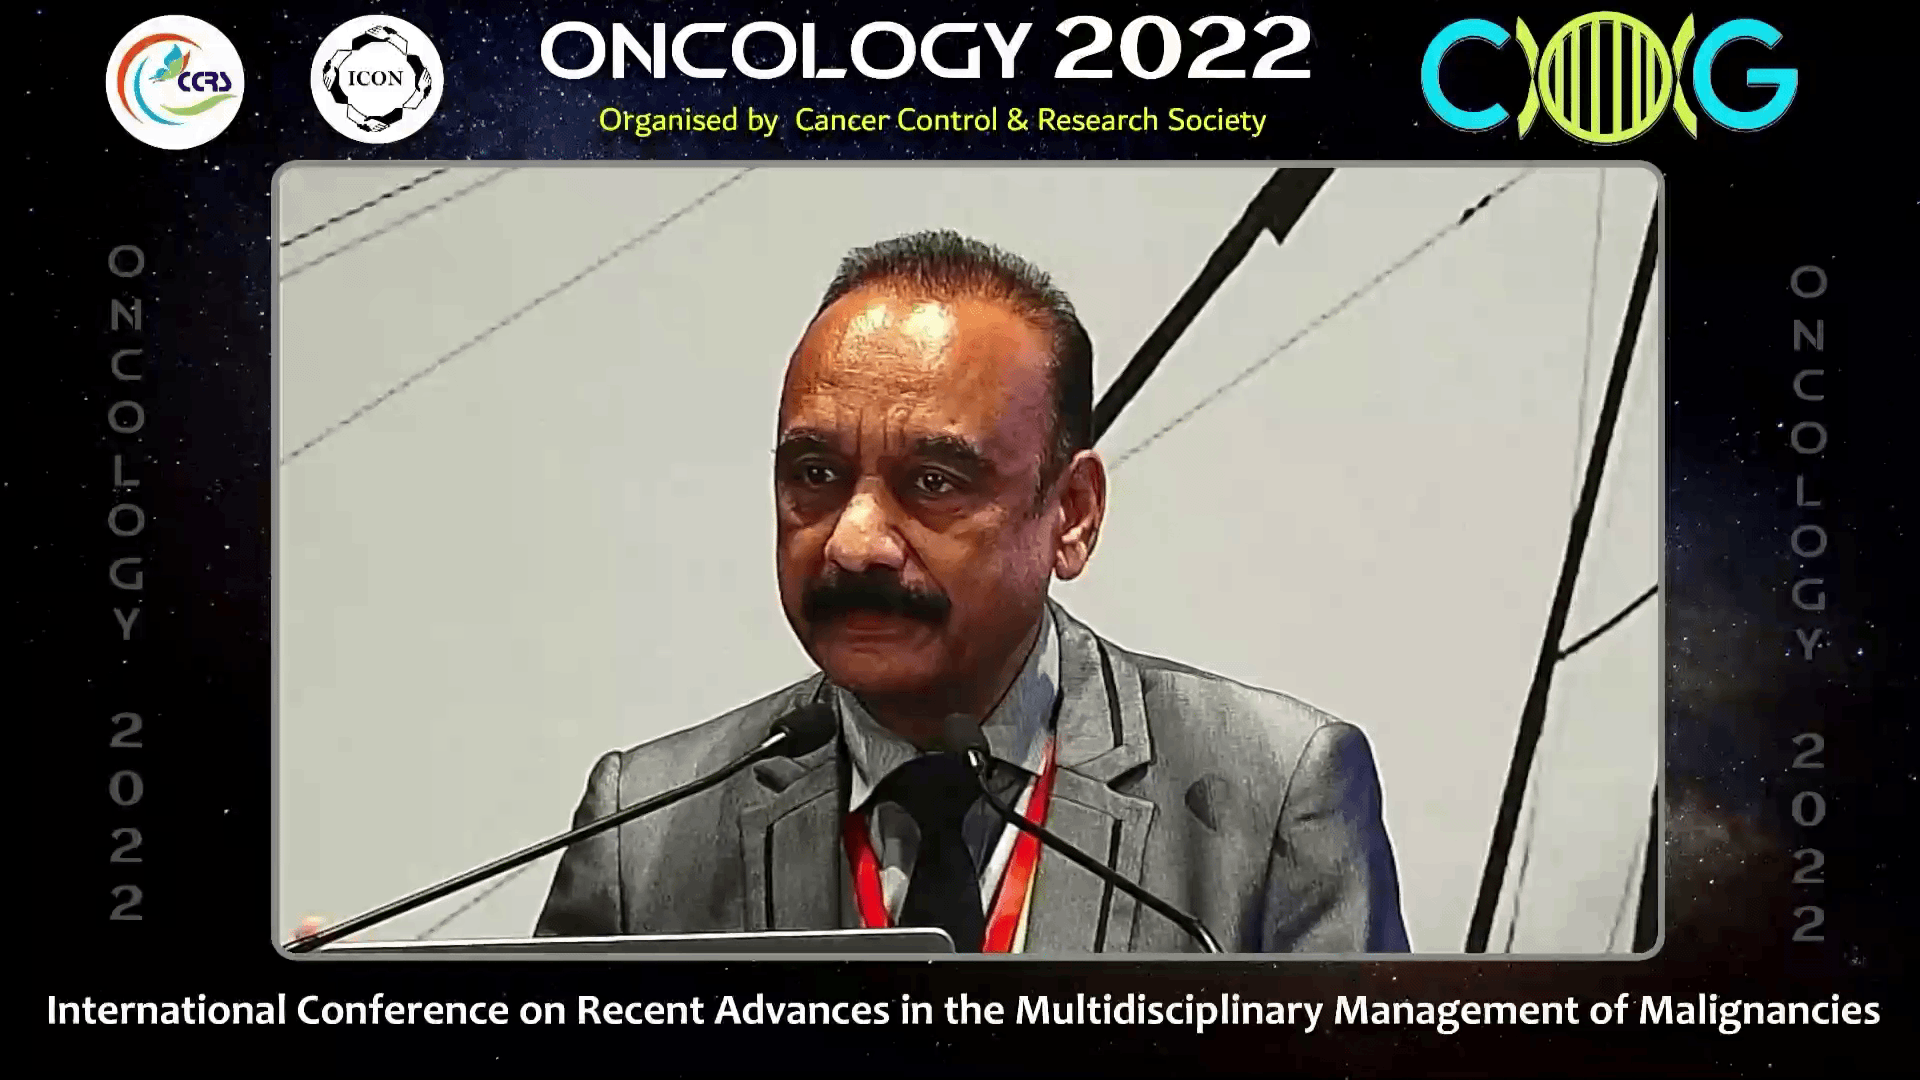 CCRS
ICON
ONCOLOGY 2022
Organised by Cancer Control & Research Society
ONCOLOGY 2022
ONCOLOGY 2022
International Conference on Recent Advances in the Multidisciplinary Management of Malignancies